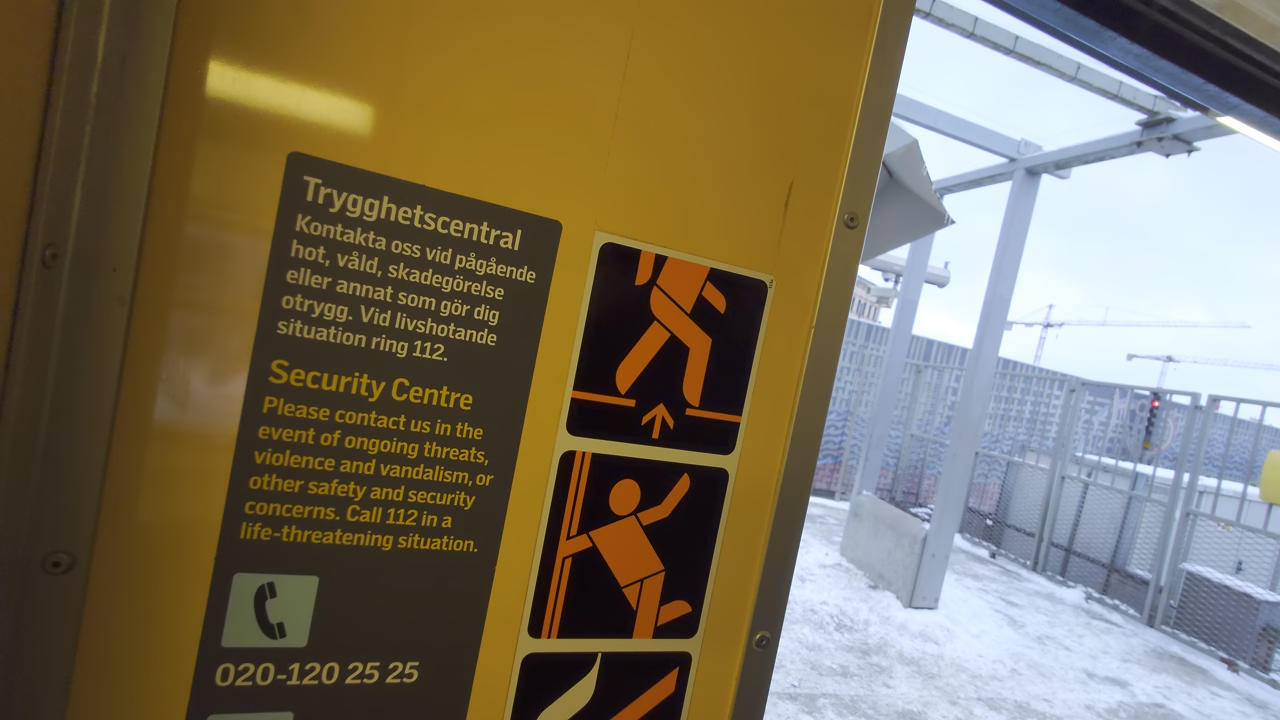 Trygghetscentral
Kontakta oss vid pågående
hot, våld, skadegörelse
eller annat som gör dig
otrygg. Vid livshotande
situation ring 112.
Security Centre
Please contact us in the
event of ongoing threats,
violence and vandalism, or
other safety and security
concerns. Call 112 in a
life-threatening situation.
020-120 25 25